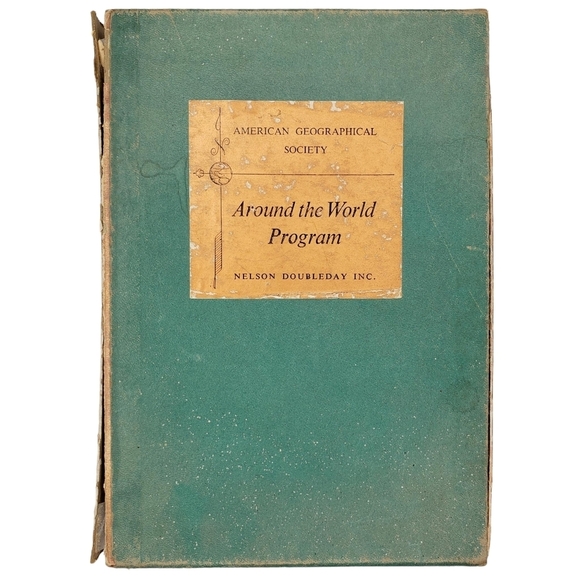 AMERICAN GEOGRAPHICAL
SOCIETY
Around the World
Program
NELSON DOUBLEDAY INC.